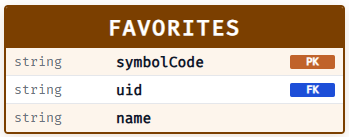 FAVORITES
string symbolCode PK
string uid FK
string name